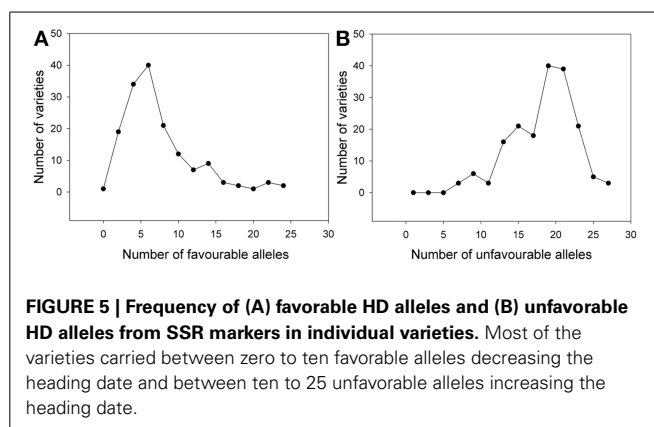 A
50
40
30
20
10
0
Number of varieties
0 5 10 15 20 25 30
Number of favourable alleles
B
50
40
30
20
10
0
Number of varieties
0 5 10 15 20 25 30
Number of unfavourable alleles
FIGURE 5 | Frequency of (A) favorable HD alleles and (B) unfavorable
HD alleles from SSR markers in individual varieties. Most of the
varieties carried between zero to ten favorable alleles decreasing the
heading date and between ten to 25 unfavorable alleles increasing the
heading date.